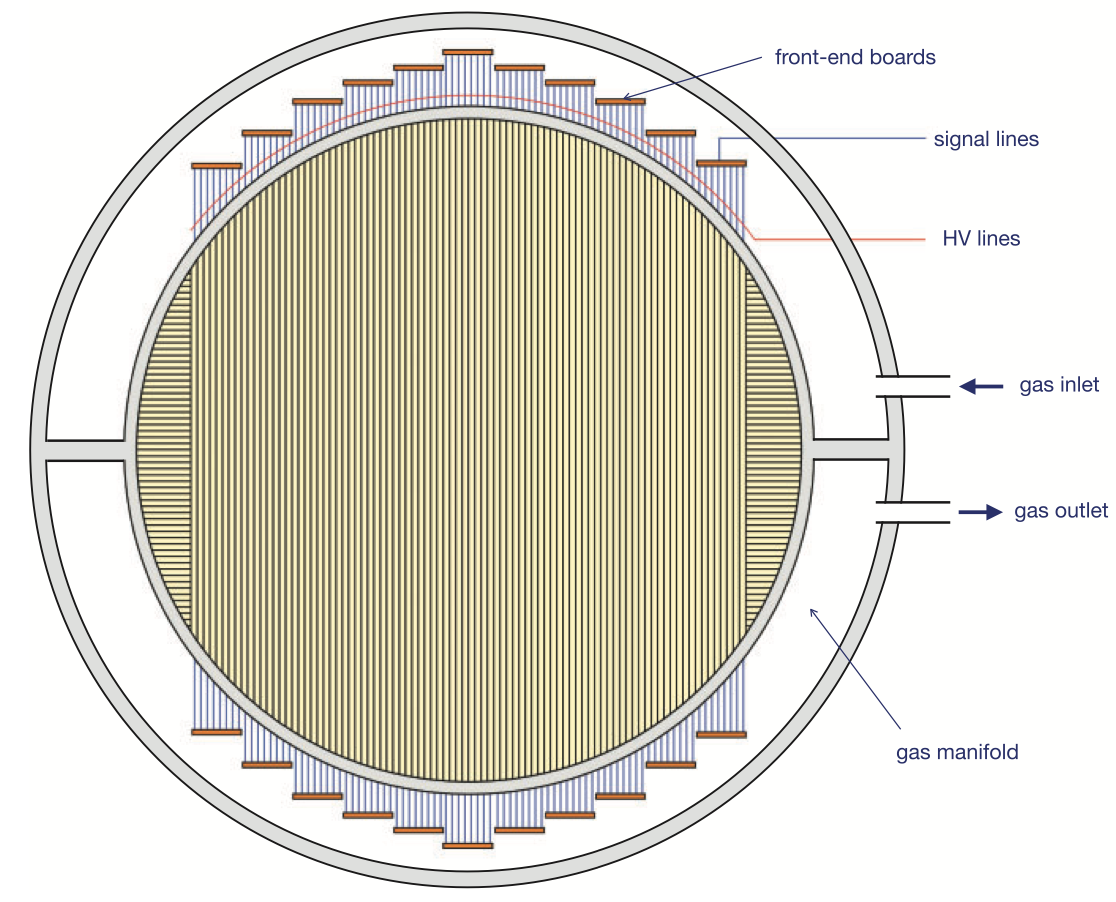 front-end boards
signal lines
HV lines
gas inlet
gas outlet
gas manifold